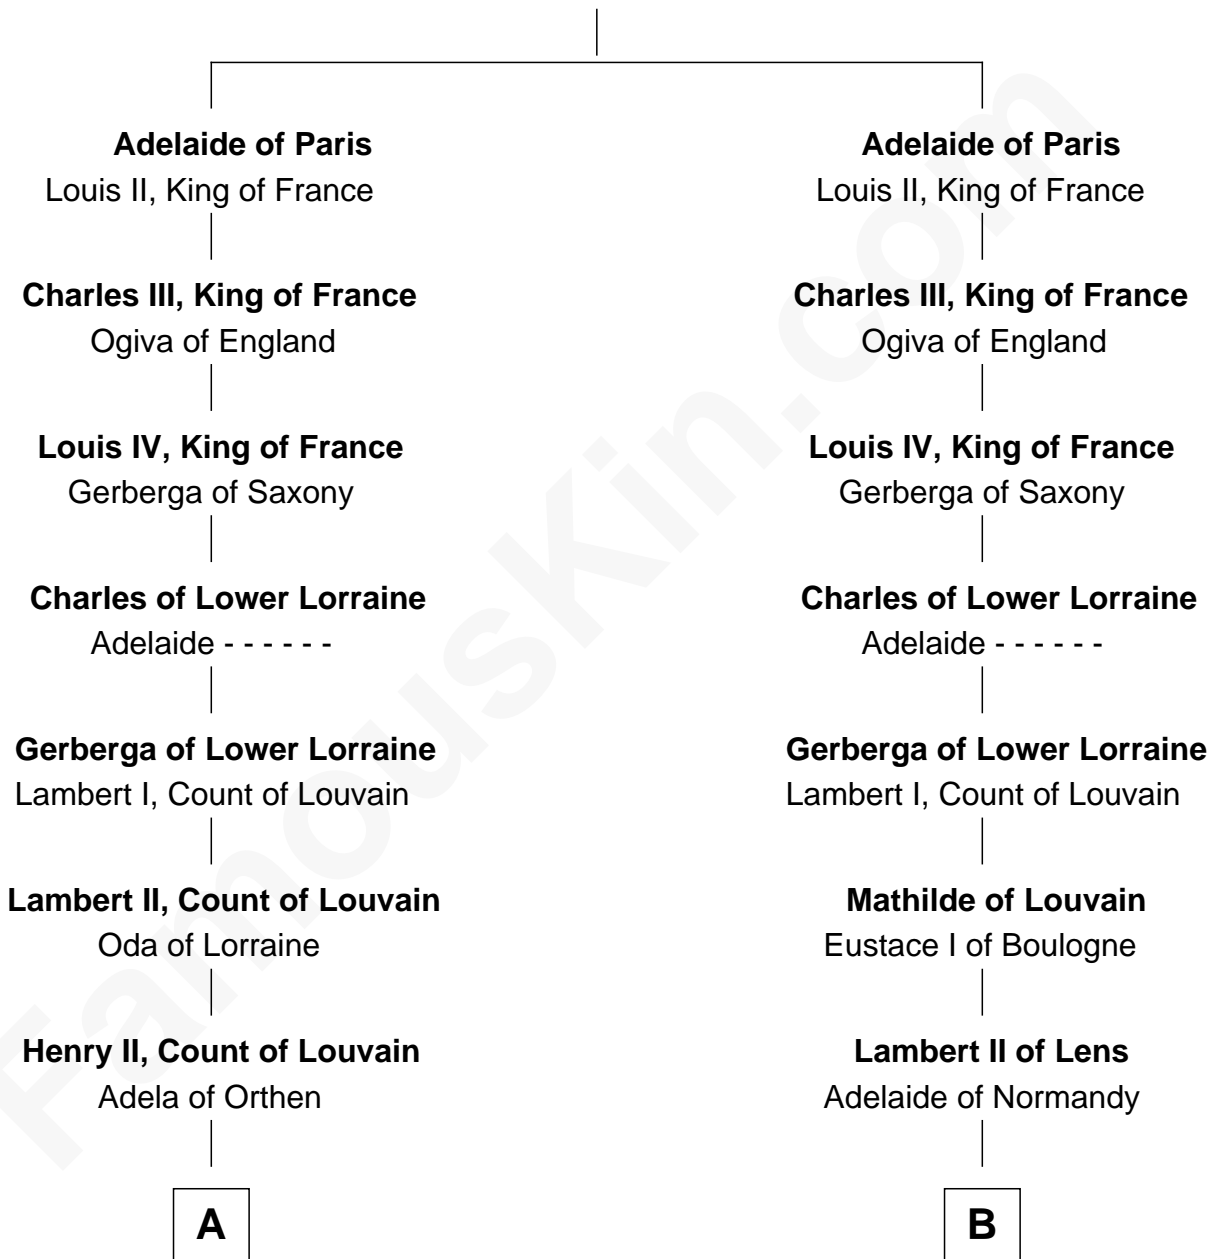 Adelaide of Paris
Louis II, King of France
Charles III, King of France
Ogiva of England
Louis IV, King of France
Gerberga of Saxony
Charles of Lower Lorraine
Adelaide - - - - - -
Gerberga of Lower Lorraine
Lambert I, Count of Louvain
Lambert II, Count of Louvain
Oda of Lorraine
Henry II, Count of Louvain
Adela of Orthen
A
Adelaide of Paris
Louis II, King of France
Charles III, King of France
Ogiva of England
Louis IV, King of France
Gerberga of Saxony
Charles of Lower Lorraine
Adelaide - - - - - -
Gerberga of Lower Lorraine
Lambert I, Count of Louvain
Mathilde of Louvain
Eustace I of Boulogne
Lambert II of Lens
Adelaide of Normandy
B
FamousKin.com